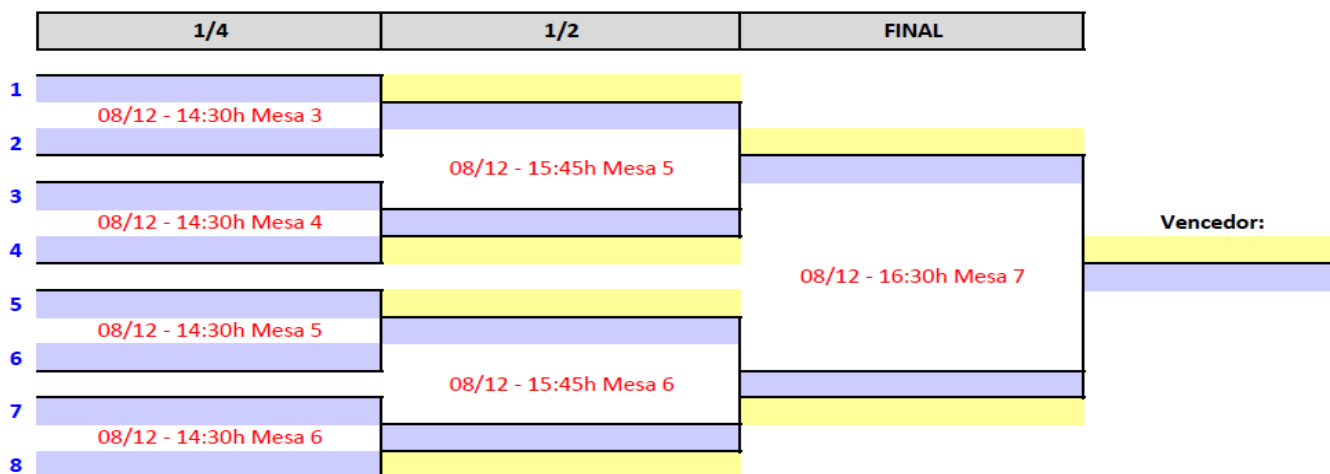 1/4 1/2 FINAL
1
08/12 - 14:30h Mesa 3
2
08/12 - 15:45h Mesa 5
3
08/12 - 14:30h Mesa 4
Vencedor:
4
08/12 - 16:30h Mesa 7
5
08/12 - 14:30h Mesa 5
6
08/12 - 15:45h Mesa 6
7
08/12 - 14:30h Mesa 6
8